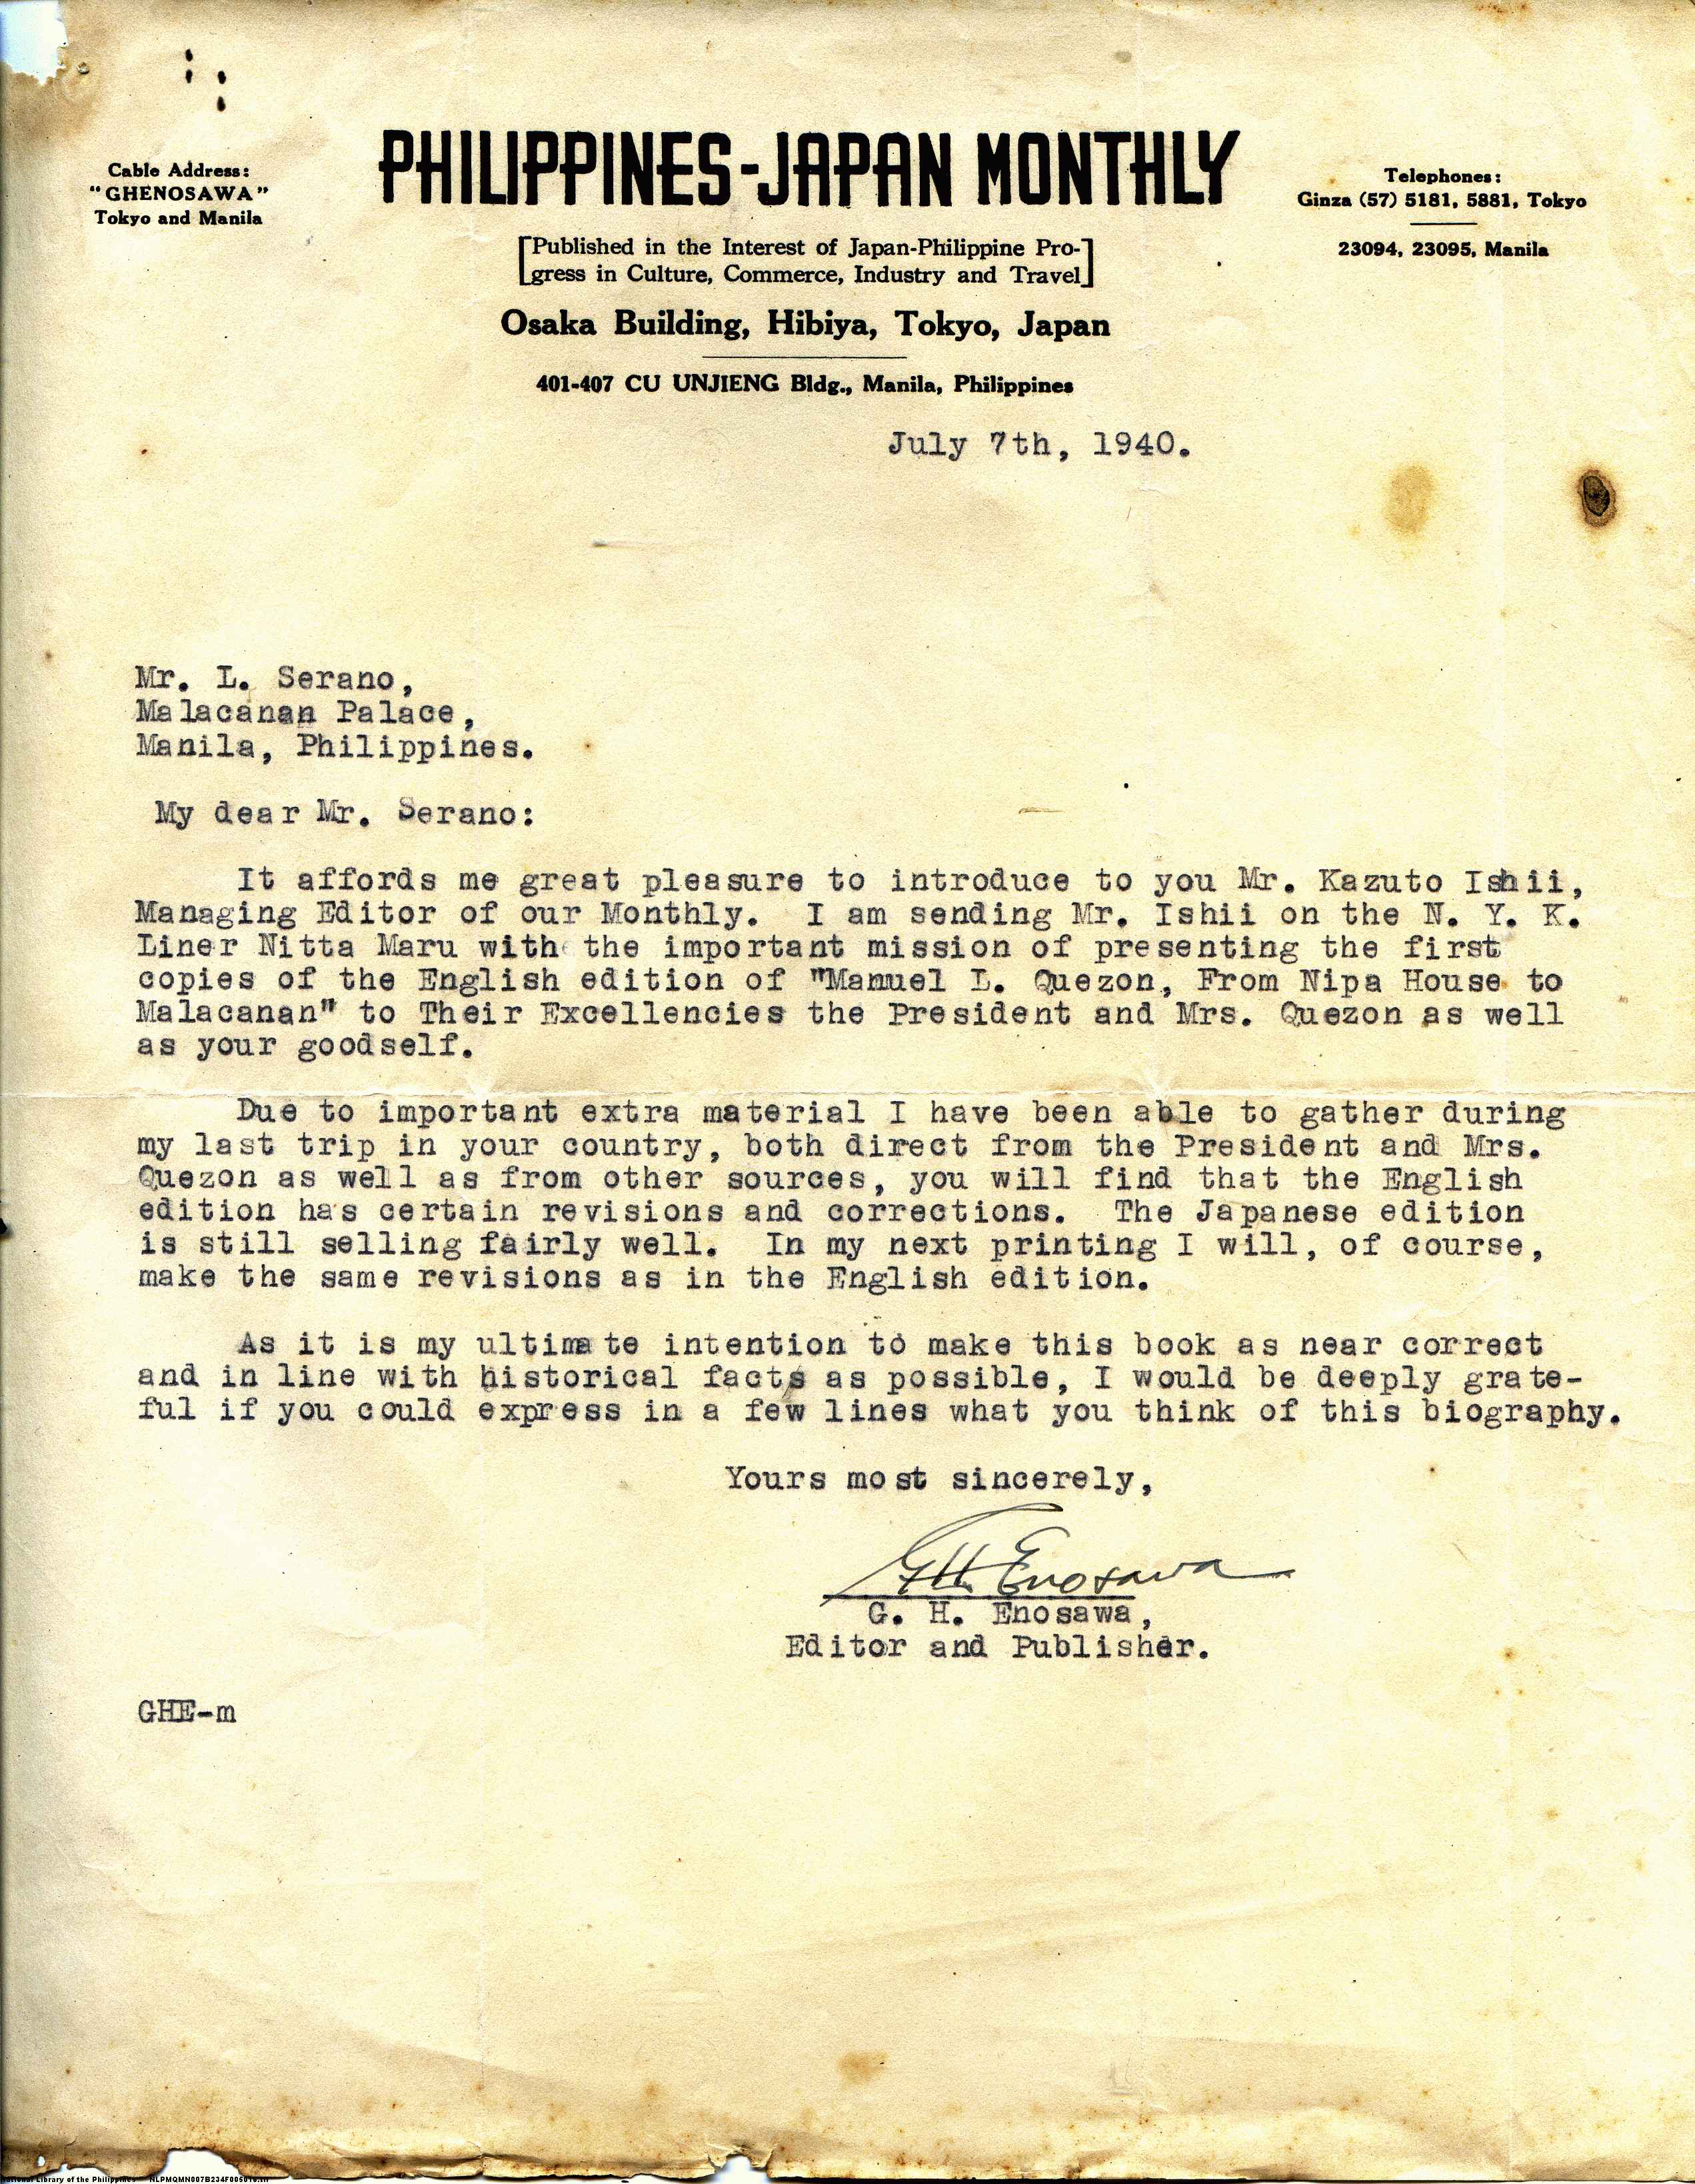 Cable Address:
"GHENOSAWA"
Tokyo and Manila
PHILIPPINES-JAPAN MONTHLY
Telephones:
Ginza (57) 5181, 5881, Tokyo
23094, 23095, Manila
[Published in the Interest of Japan-Philippine Pro-]
[gress in Culture, Commerce, Industry and Travel]
Osaka Building, Hibiya, Tokyo, Japan
401-407 CU UNJIENG Bldg., Manila, Philippines
July 7th, 1940.
Mr. L. Serano,
Malacanan Palace,
Manila, Philippines.
My dear Mr. Serano:
It affords me great pleasure to introduce to you Mr. Kazuto Ishii,
Managing Editor of our Monthly. I am sending Mr. Ishii on the N. Y. K.
Liner Nitta Maru with the important mission of presenting the first
copies of the English edition of "Manuel L. Quezon, From Nipa House to
Malacanan" to Their Excellencies the President and Mrs. Quezon as well
as your goodself.
Due to important extra material I have been able to gather during
my last trip in your country, both direct from the President and Mrs.
Quezon as well as from other sources, you will find that the English
edition has certain revisions and corrections. The Japanese edition
is still selling fairly well. In my next printing I will, of course,
make the same revisions as in the English edition.
As it is my ultimate intention to make this book as near correct
and in line with historical facts as possible, I would be deeply grate-
ful if you could express in a few lines what you think of this biography.
Yours most sincerely,
GH Enosawa
G. H. Enosawa,
Editor and Publisher.
GHE-m
Library of the Philippines